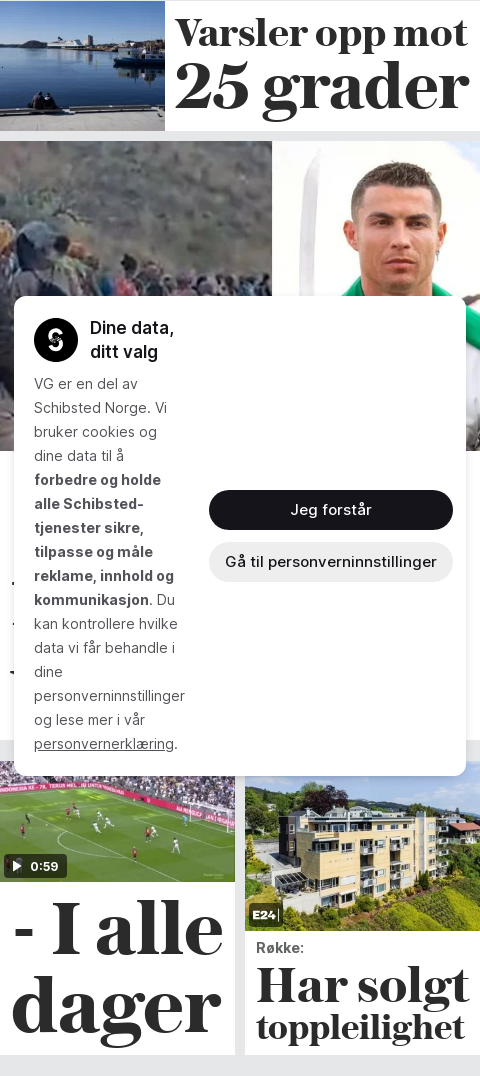 Varsler opp mot
25 grader
Dine data,
ditt valg
VG er en del av
Schibsted Norge. Vi
bruker cookies og
dine data til å
forbedre og holde
alle Schibsted-
tjenester sikre,
tilpasse og måle
reklame, innhold og
kommunikasjon. Du
kan kontrollere hvilke
data vi får behandle i
dine
personverninnstillinger
og lese mer i vår
personvernerklæring.
Jeg forstår
Gå til personverninnstillinger
0:59
- I alle
dager
E24
Røkke:
Har solgt
toppleilighet